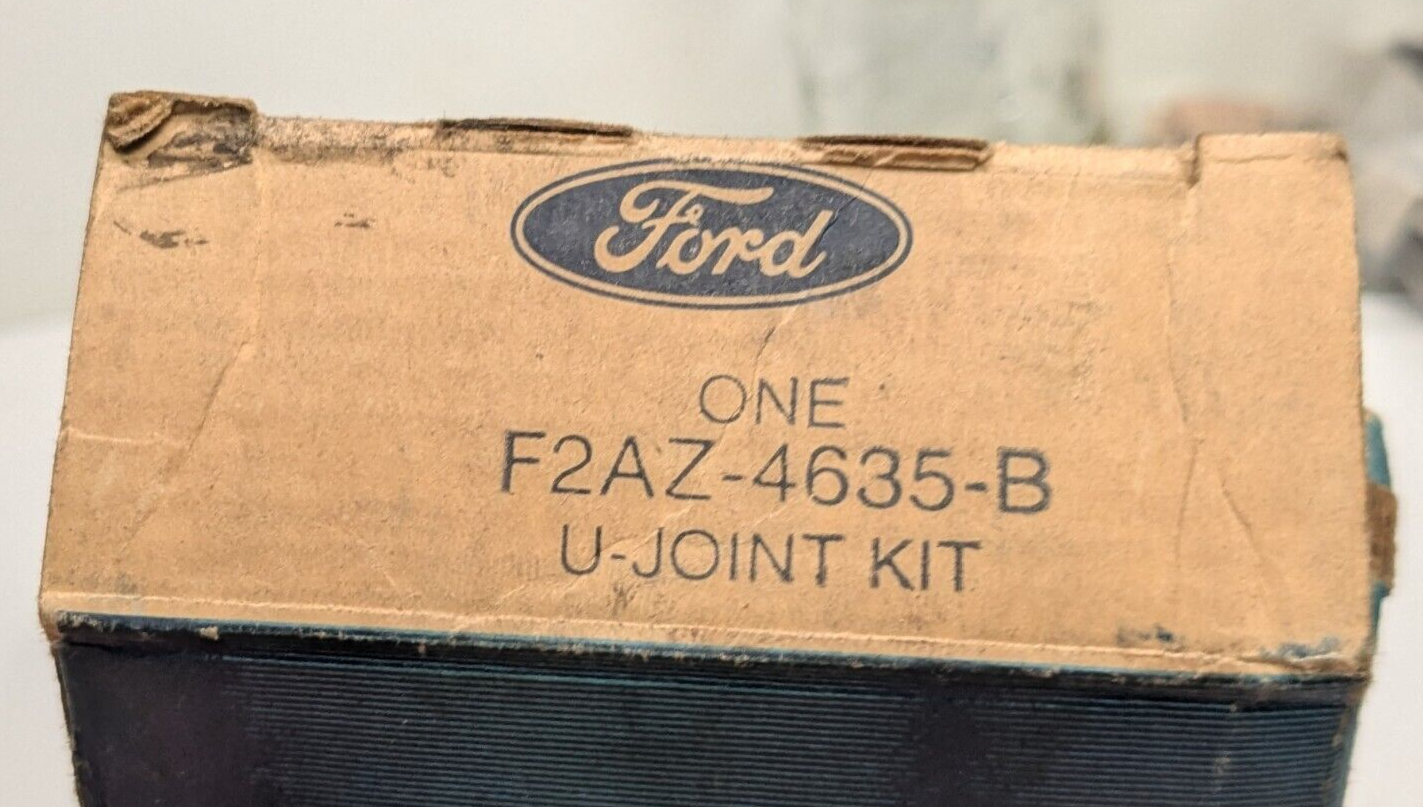 Ford
ONE
F2AZ-4635-B
U-JOINT KIT